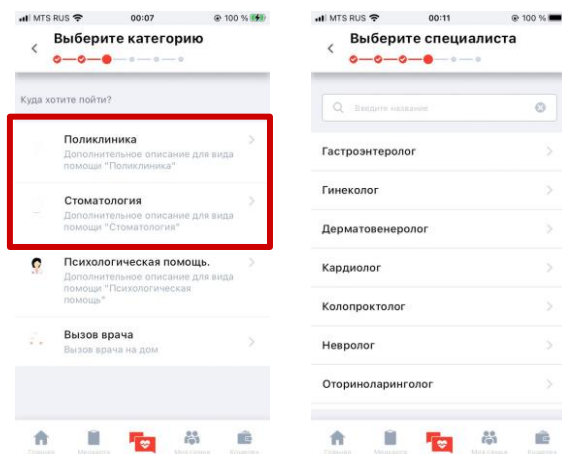 MTS RUS 00:07 100 %
Выберите категорию
Куда хотите пойти?
Поликлиника
Дополнительное описание для вида
помощи "Поликлиника"
Стоматология
Дополнительное описание для вида
помощи "Стоматология"
Психологическая помощь.
Дополнительное описание для вида
помощи "Психологическая
помощь"
Вызов врача
Вызов врача на дом
MTS RUS 00:11 100 %
Выберите специалиста
Введите название
Гастроэнтеролог
Гинеколог
Дерматовенеролог
Кардиолог
Колопроктолог
Невролог
Оториноларинголог